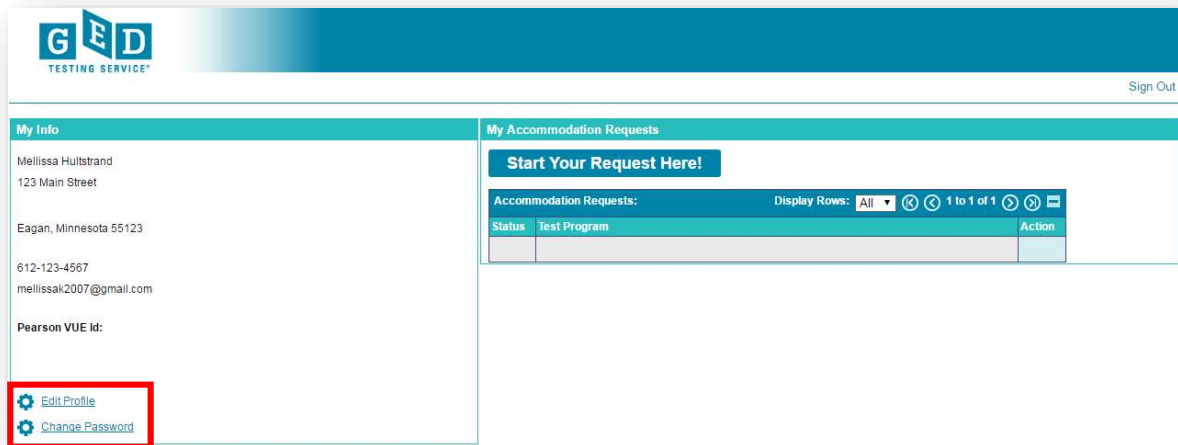 GED
TESTING SERVICE®
Sign Out
My Info
Mellissa Hultstrand
123 Main Street
Eagan, Minnesota 55123
612-123-4567
mellissak2007@gmail.com
Pearson VUE Id:
Edit Profile
Change Password
My Accommodation Requests
Start Your Request Here!
Accommodation Requests: Display Rows: All 1 to 1 of 1
Status Test Program Action